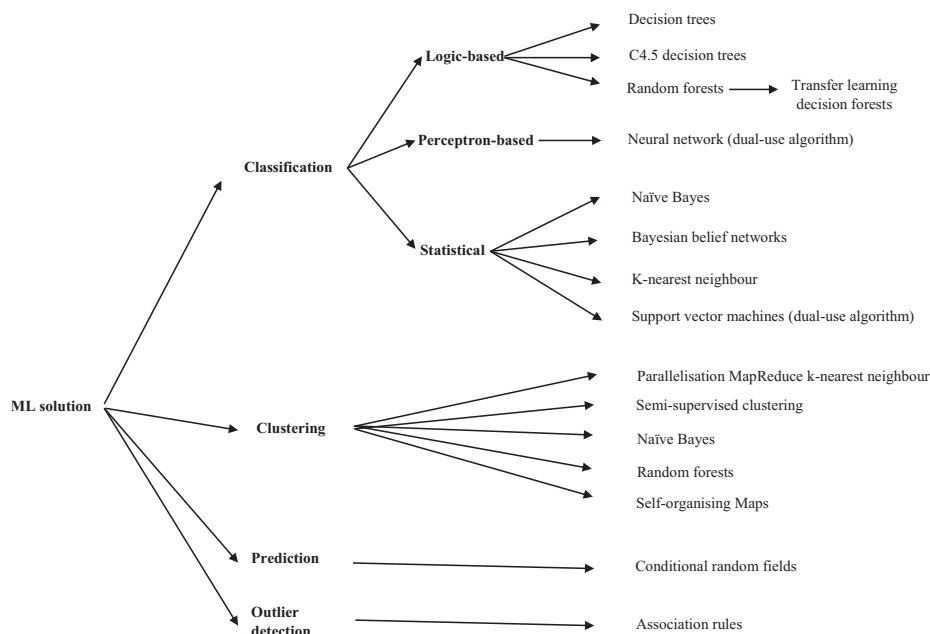 Decision trees
Logic-based
C4.5 decision trees
Random forests
Transfer learning
decision forests
Perceptron-based
Neural network (dual-use algorithm)
Classification
Naïve Bayes
Statistical
Bayesian belief networks
K-nearest neighbour
Support vector machines (dual-use algorithm)
ML solution
Clustering
Parallelisation MapReduce k-nearest neighbour
Semi-supervised clustering
Naïve Bayes
Random forests
Self-organising Maps
Prediction
Conditional random fields
Outlier
detection
Association rules